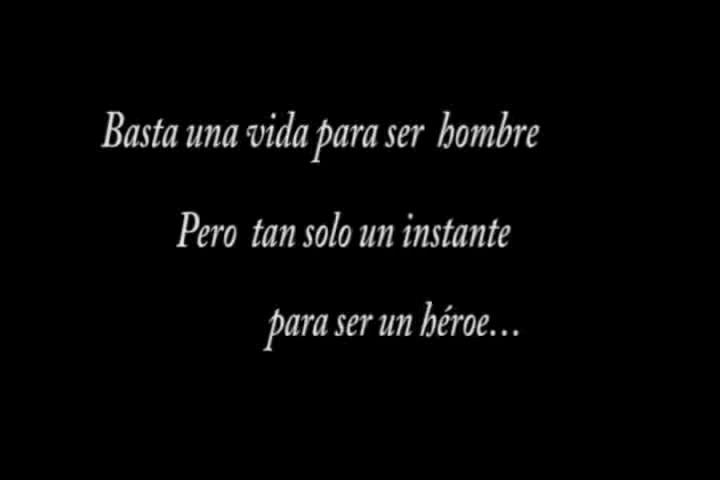 Basta una vida para ser hombre
Pero tan solo un instante
para ser un héroe...